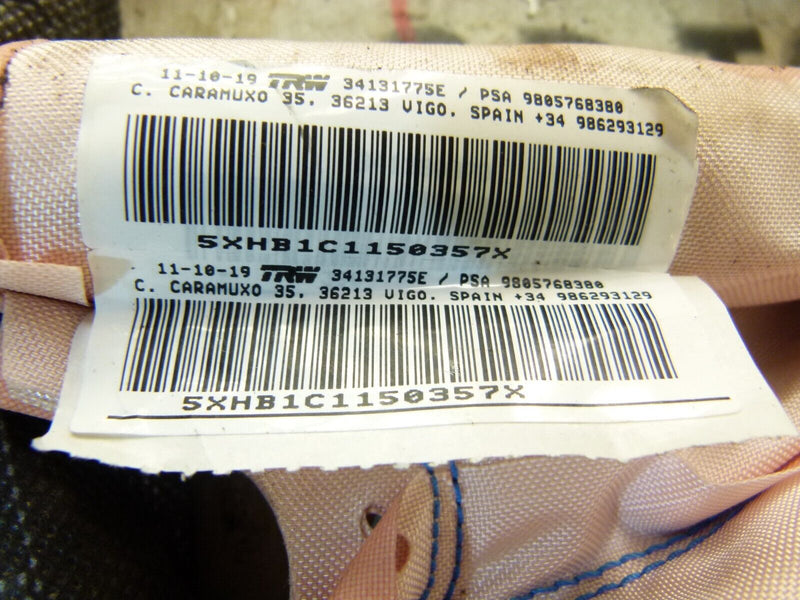 11-10-19 TRW 34131775E / PSA 9805768380
C. CARAMUXO 35. 36213 VIGO. SPAIN +34 986293129
5XHB1C1150357X
11-10-19 TRW 34131775E / PSA 9805768380
C. CARAMUXO 35. 36213 VIGO. SPAIN +34 986293129
5XHB1C1150357X